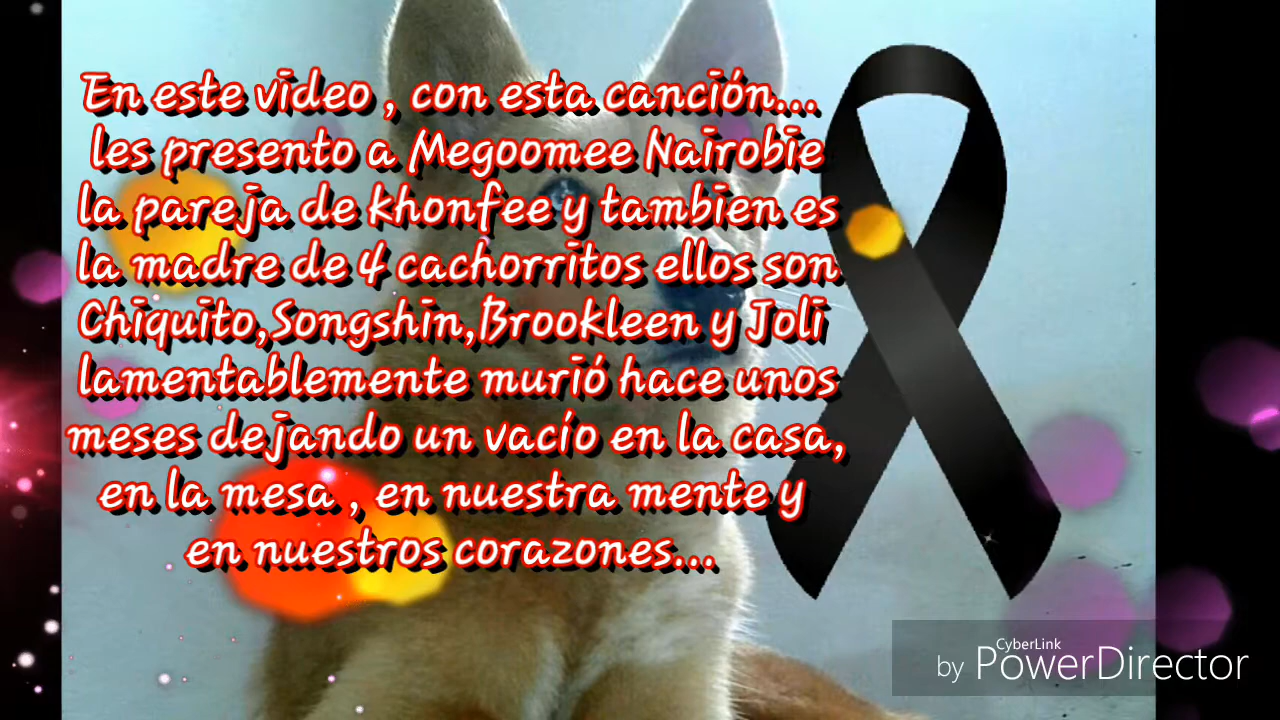 En este video , con esta canción...
les presento a Megoomee Nairobie
la pareja de khonfee y tambien es
la madre de 4 cachorritos ellos son
Chiquito,Songshin,Brookleen y Joli
lamentablemente murió hace unos
meses dejando un vacío en la casa,
en la mesa , en nuestra mente y
en nuestros corazones...
CyberLink
by PowerDirector